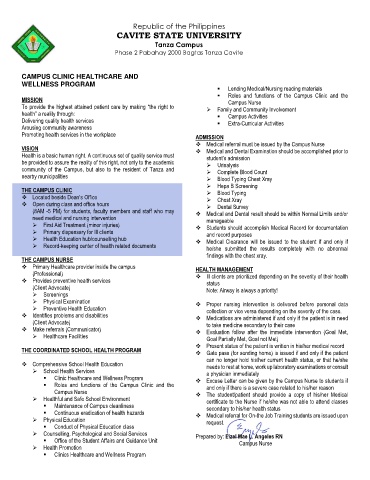 Republic of the Philippines
CAVITE STATE UNIVERSITY
Tanza Campus
Phase 2 Pabahay 2000 Bagtas Tanza Cavite
CAMPUS CLINIC HEALTHCARE AND
WELLNESS PROGRAM
MISSION
To provide the highest attained patient care by making "the right to
health" a reality through:
Delivering quality health services
Arousing community awareness
Promoting health services in the workplace
VISION
Health is a basic human right. A continuous set of quality service must
be provided to assure the reality of this right, not only to the academic
community of the Campus, but also to the resident of Tanza and
nearby municipalities
THE CAMPUS CLINIC
❖ Located beside Dean's Office
❖ Open during class and office hours
(8AM -5 PM) for students, faculty members and staff who may
need medical and nursing intervention
➢ First Aid Treatment (minor injuries)
➢ Primary dispensary for ill clients
➢ Health Education hub/counseling hub
➢ Record-keeping center of health related documents
THE CAMPUS NURSE
❖ Primary Healthcare provider inside the campus
(Professional)
❖ Provides preventive health services
(Client Advocate)
➢ Screenings
➢ Physical Examination
➢ Preventive Health Education
❖ Identifies problems and disabilities
(Client Advocate)
❖ Make referrals (Communicator)
➢ Healthcare Facilities
THE COORDINATED SCHOOL HEALTH PROGRAM
❖ Comprehensive School Health Education
➢ School Health Services
▪ Clinic Healthcare and Wellness Program
▪ Roles and functions of the Campus Clinic and the
Campus Nurse
➢ Healthful and Safe School Environment
▪ Maintenance of Campus cleanliness
▪ Continuous eradication of health hazards
➢ Physical Education
▪ Conduct of Physical Education class
➢ Counselling, Psychological and Social Services
▪ Office of the Student Affairs and Guidance Unit
➢ Health Promotion
▪ Clinics Healthcare and Wellness Program
▪ Lending Medical/Nursing reading materials
▪ Roles and functions of the Campus Clinic and the
Campus Nurse
➢ Family and Community Involvement
▪ Campus Activities
▪ Extra-Curricular Activities
ADMISSION
❖ Medical referral must be issued by the Campus Nurse
❖ Medical and Dental Examination should be accomplished prior to
student's admission
➢ Urinalysis
➢ Complete Blood Count
➢ Blood Typing Chest Xray
➢ Hepa B Screening
➢ Blood Typing
➢ Chest Xray
➢ Dental Survey
❖ Medical and Dental result should be within Normal Limits and/or
manageable
❖ Students should accomplish Medical Record for documentation
and record purposes
❖ Medical Clearance will be issued to the student if and only if
he/she submitted the results completely with no abnormal
findings with the chest xray.
HEALTH MANAGEMENT
❖ Ill clients are prioritized depending on the severity of their health
status
Note: Airway is always a priority!
❖ Proper nursing intervention is delivered before personal data
collection or vice versa depending on the severity of the case
❖ Medications are administered if and only if the patient is in need
to take medicine secondary to their case
❖ Evaluation follow after the immediate intervention (Goal Met,
Goal Partially Met, Goal not Met).
❖ Present status of the patient is written in his/her medical record
❖ Gate pass (for sending home) is issued if and only if the patient
can no longer hold his/her current health status, or that he/she
needs to rest at home, work up laboratory examinations or consult
a physician immediately
❖ Excuse Letter can be given by the Campus Nurse to students if
and only if there is a severe case related to his/her reason
❖ The student/patient should provide a copy of his/her Medical
certificate to the Nurse if he/she was not able to attend classes
secondary to his/her health status
❖ Medical referral for On-the Job Training students are issued upon
request.
Prepared by: Elzel Mae Angeles RN
Campus Nurse